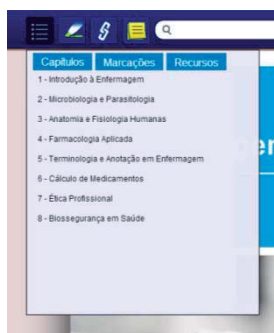 Capítulos Marcações Recursos
1 - Introdução à Enfermagem
2 - Microbiologia e Parasitologia
3 - Anatomia e Fisiologia Humanas
4 - Farmacologia Aplicada
5 - Terminologia e Anotação em Enfermagem
6 - Cálculo de Medicamentos
7 - Ética Profissional
8 - Biossegurança em Saúde